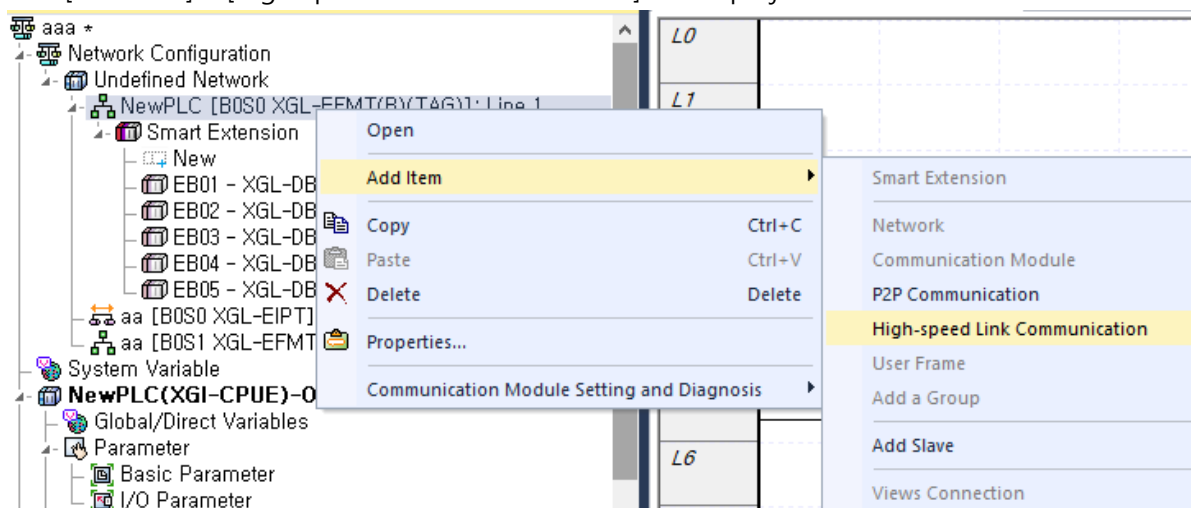 aaa *
Network Configuration
Undefined Network
NewPLC [B0S0 XGL-EFMT(B)(TAG)]: Line 1
Smart Extension
New
EB01 - XGL-DB
EB02 - XGL-DB
EB03 - XGL-DB
EB04 - XGL-DB
EB05 - XGL-DB
aa [B0S0 XGL-EIPT]
aa [B0S1 XGL-EFMT
System Variable
NewPLC(XGI-CPUE)-O
Global/Direct Variables
Parameter
Basic Parameter
I/O Parameter
Open
Add Item
Copy Ctrl+C
Paste Ctrl+V
Delete Delete
Properties...
Communication Module Setting and Diagnosis
Smart Extension
Network
Communication Module
P2P Communication
High-speed Link Communication
User Frame
Add a Group
Add Slave
Views Connection
L0
L1
L6